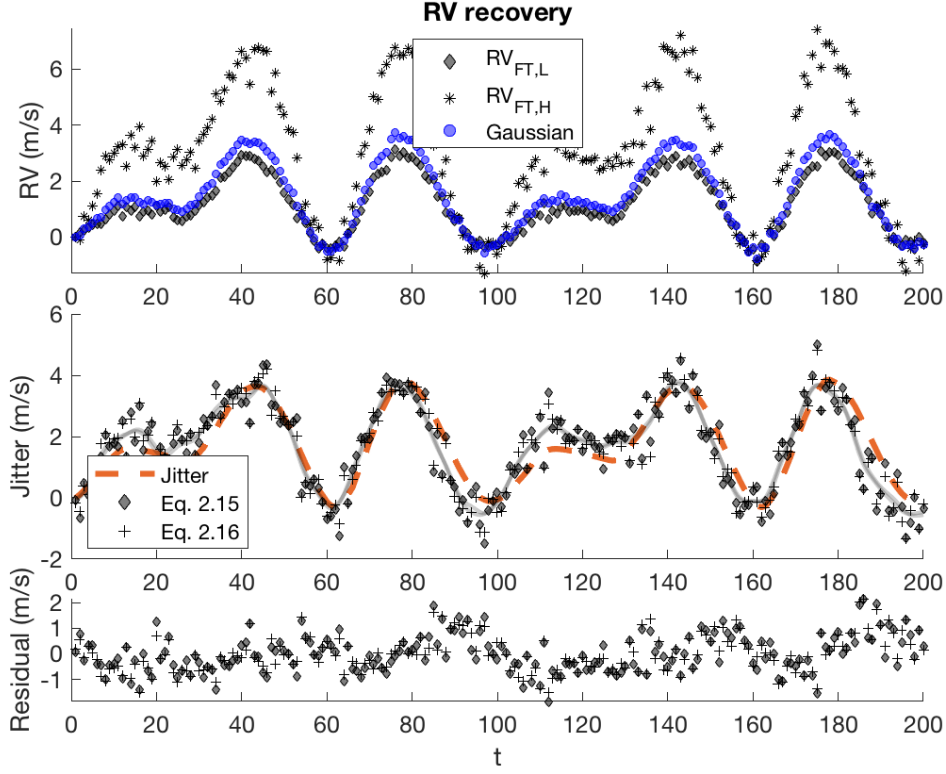 RV recovery
RV (m/s)
6
4
2
0
RV_FT,L
RV_FT,H
Gaussian
0 20 40 60 80 100 120 140 160 180 200
Jitter (m/s)
6
4
2
0
-2
Jitter
Eq. 2.15
Eq. 2.16
0 20 40 60 80 100 120 140 160 180 200
Residual (m/s)
2
1
0
-1
0 20 40 60 80 100 120 140 160 180 200
t